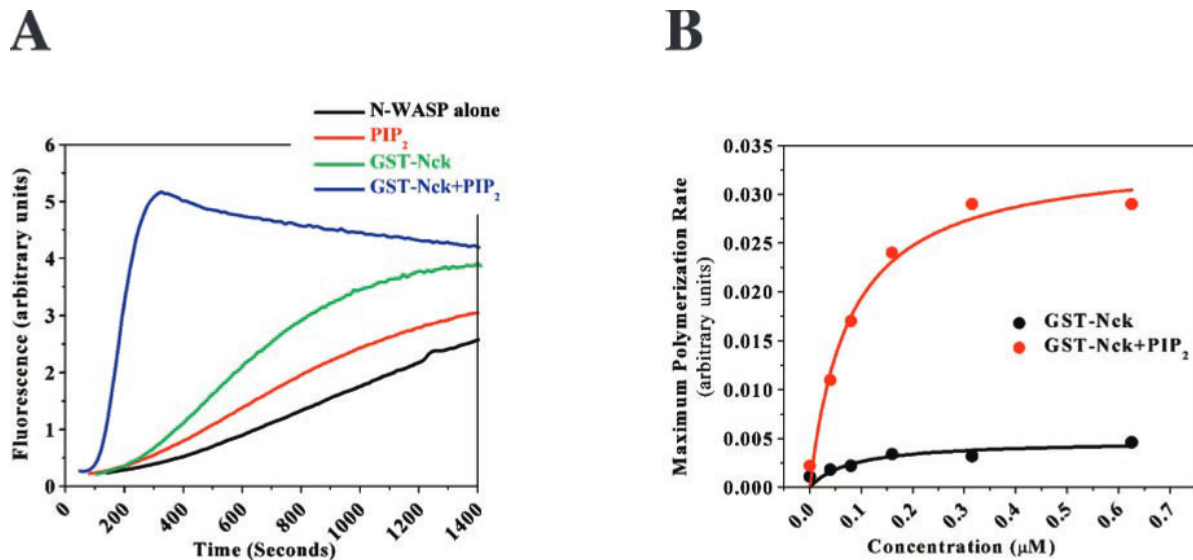 A
N-WASP alone
PIP2
GST-Nck
GST-Nck+PIP2
Fluorescence (arbitrary units)
6
5
4
3
2
1
0
0 200 400 600 800 1000 1200 1400
Time (Seconds)
B
Maximum Polymerization Rate
(arbitrary units)
0.035
0.030
0.025
0.020
0.015
0.010
0.005
0.000
GST-Nck
GST-Nck+PIP2
0.0 0.1 0.2 0.3 0.4 0.5 0.6 0.7
Concentration (μM)